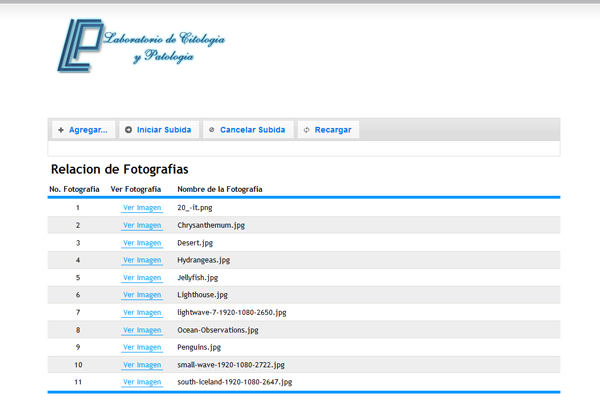 Laboratorio de Citologia
y Patologia
Agregar... Iniciar Subida Cancelar Subida Recargar
Relacion de Fotografias
No. Fotografia Ver Fotografia Nombre de la Fotografia
1 Ver Imagen 20_-it.png
2 Ver Imagen Chrysanthemum.jpg
3 Ver Imagen Desert.jpg
4 Ver Imagen Hydrangeas.jpg
5 Ver Imagen Jellyfish.jpg
6 Ver Imagen Lighthouse.jpg
7 Ver Imagen lightwave-7-1920-1080-2650.jpg
8 Ver Imagen Ocean-Observations.jpg
9 Ver Imagen Penguins.jpg
10 Ver Imagen small-wave-1920-1080-2722.jpg
11 Ver Imagen south-iceland-1920-1080-2647.jpg